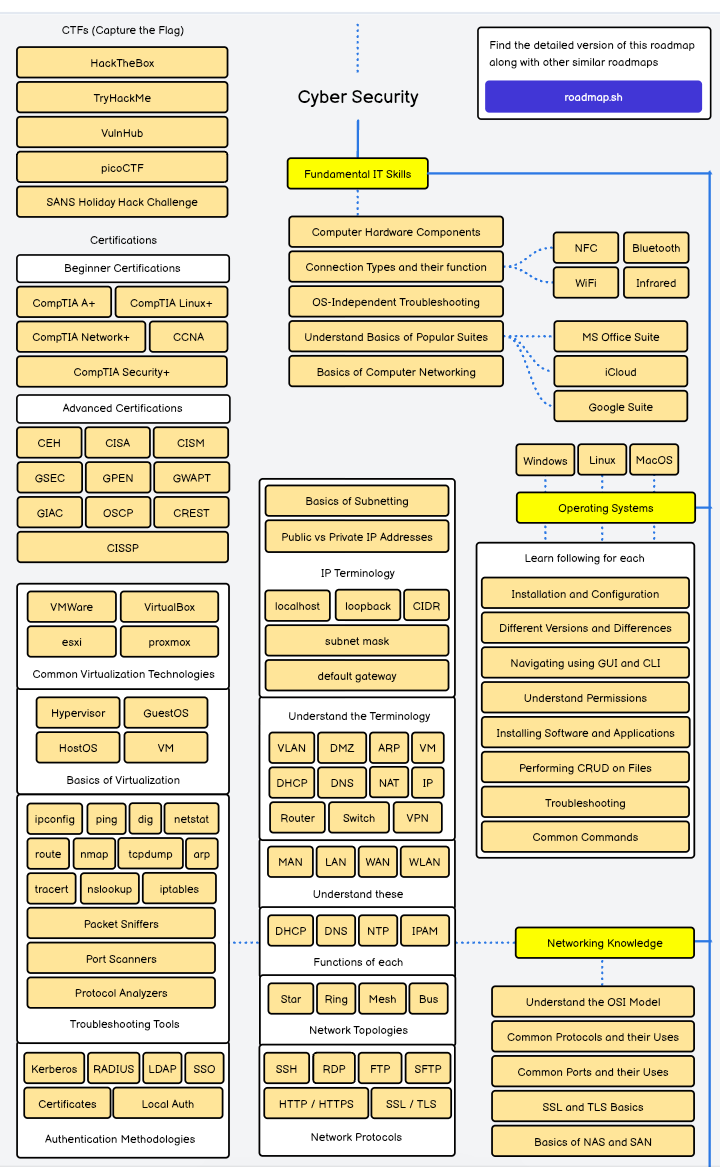 CTFs (Capture the Flag)
HackTheBox
TryHackMe
VulnHub
picoCTF
SANS Holiday Hack Challenge
Certifications
Beginner Certifications
CompTIA A+
CompTIA Linux+
CompTIA Network+
CCNA
CompTIA Security+
Advanced Certifications
CEH
CISA
CISM
GSEC
GPEN
GWAPT
GIAC
OSCP
CREST
CISSP
VMWare
VirtualBox
esxi
proxmox
Common Virtualization Technologies
Hypervisor
GuestOS
HostOS
VM
Basics of Virtualization
ipconfig
ping
dig
netstat
route
nmap
tcpdump
arp
tracert
nslookup
iptables
Packet Sniffers
Port Scanners
Protocol Analyzers
Troubleshooting Tools
Kerberos
RADIUS
LDAP
SSO
Certificates
Local Auth
Authentication Methodologies
Cyber Security
Find the detailed version of this roadmap
along with other similar roadmaps
roadmap.sh
Fundamental IT Skills
Computer Hardware Components
Connection Types and their function
OS-Independent Troubleshooting
Understand Basics of Popular Suites
Basics of Computer Networking
NFC
Bluetooth
WiFi
Infrared
MS Office Suite
iCloud
Google Suite
Windows
Linux
MacOS
Operating Systems
Learn following for each
Installation and Configuration
Different Versions and Differences
Navigating using GUI and CLI
Understand Permissions
Installing Software and Applications
Performing CRUD on Files
Troubleshooting
Common Commands
Basics of Subnetting
Public vs Private IP Addresses
IP Terminology
localhost
loopback
CIDR
subnet mask
default gateway
Understand the Terminology
VLAN
DMZ
ARP
VM
DHCP
DNS
NAT
IP
Router
Switch
VPN
MAN
LAN
WAN
WLAN
Understand these
DHCP
DNS
NTP
IPAM
Functions of each
Star
Ring
Mesh
Bus
Network Topologies
SSH
RDP
FTP
SFTP
HTTP / HTTPS
SSL / TLS
Network Protocols
Networking Knowledge
Understand the OSI Model
Common Protocols and their Uses
Common Ports and their Uses
SSL and TLS Basics
Basics of NAS and SAN